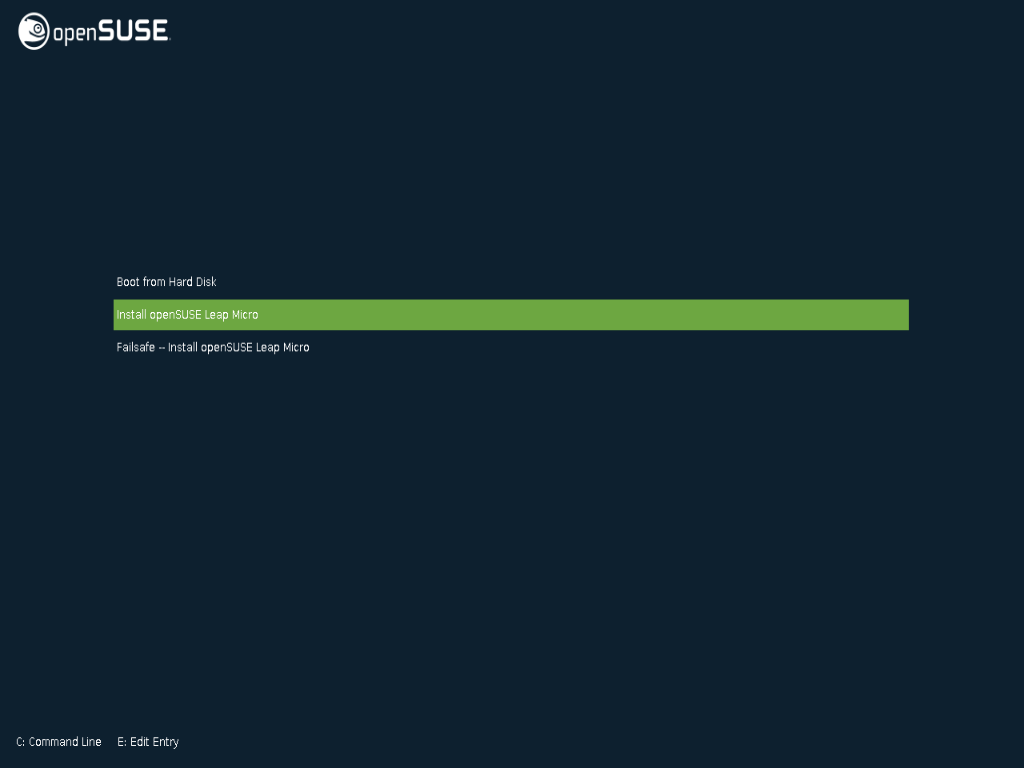 openSUSE
Boot from Hard Disk
Install openSUSE Leap Micro
Failsafe -- Install openSUSE Leap Micro
C: Command Line E: Edit Entry